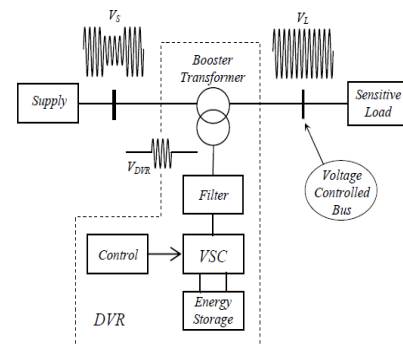 V_S
V_L
Booster
Transformer
Supply
Sensitive
Load
V_DVR
Filter
Voltage
Controlled
Bus
Control
VSC
Energy
Storage
DVR